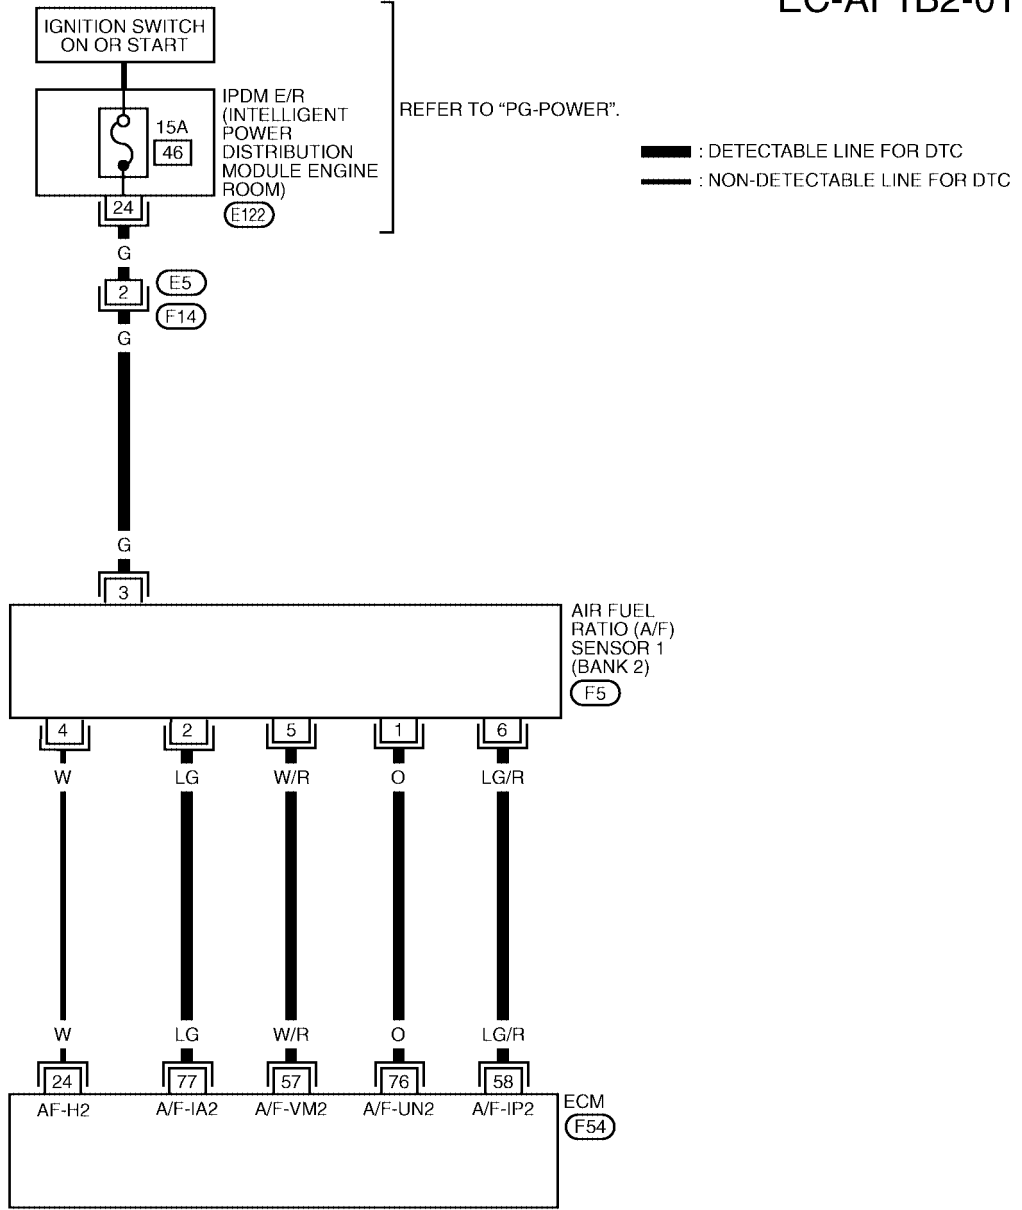 EC-AF1B2-01
IGNITION SWITCH
ON OR START
IPDM E/R
(INTELLIGENT
POWER
DISTRIBUTION
MODULE ENGINE
ROOM)
E122
15A
46
24
REFER TO “PG-POWER”.
: DETECTABLE LINE FOR DTC
: NON-DETECTABLE LINE FOR DTC
G
2
E5
F14
G
G
3
AIR FUEL
RATIO (A/F)
SENSOR 1
(BANK 2)
F5
4 2 5 1 6
W LG W/R O LG/R
W LG W/R O LG/R
24 77 57 76 58
AF-H2 A/F-IA2 A/F-VM2 A/F-UN2 A/F-IP2
ECM
F54